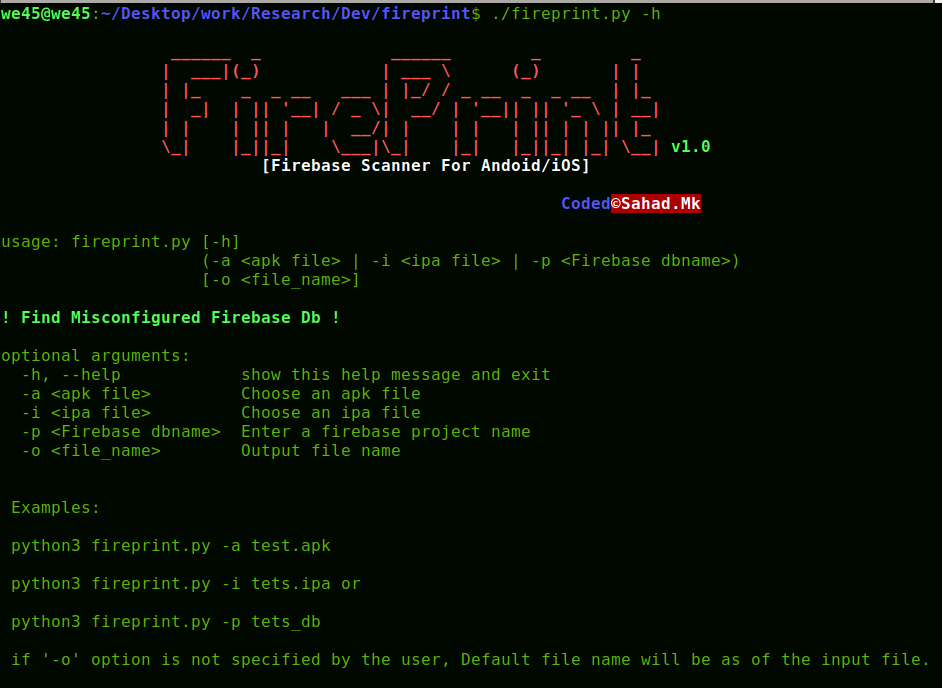 we45@we45:~/Desktop/work/Research/Dev/fireprint$ ./fireprint.py -h
FirePrint v1.0
[Firebase Scanner For Andoid/iOS]
Coded©Sahad.Mk
usage: fireprint.py [-h]
(-a <apk file> | -i <ipa file> | -p <Firebase dbname>)
[-o <file_name>]
! Find Misconfigured Firebase Db !
optional arguments:
-h, --help show this help message and exit
-a <apk file> Choose an apk file
-i <ipa file> Choose an ipa file
-p <Firebase dbname> Enter a firebase project name
-o <file_name> Output file name
Examples:
python3 fireprint.py -a test.apk
python3 fireprint.py -i tets.ipa or
python3 fireprint.py -p tets_db
if '-o' option is not specified by the user, Default file name will be as of the input file.